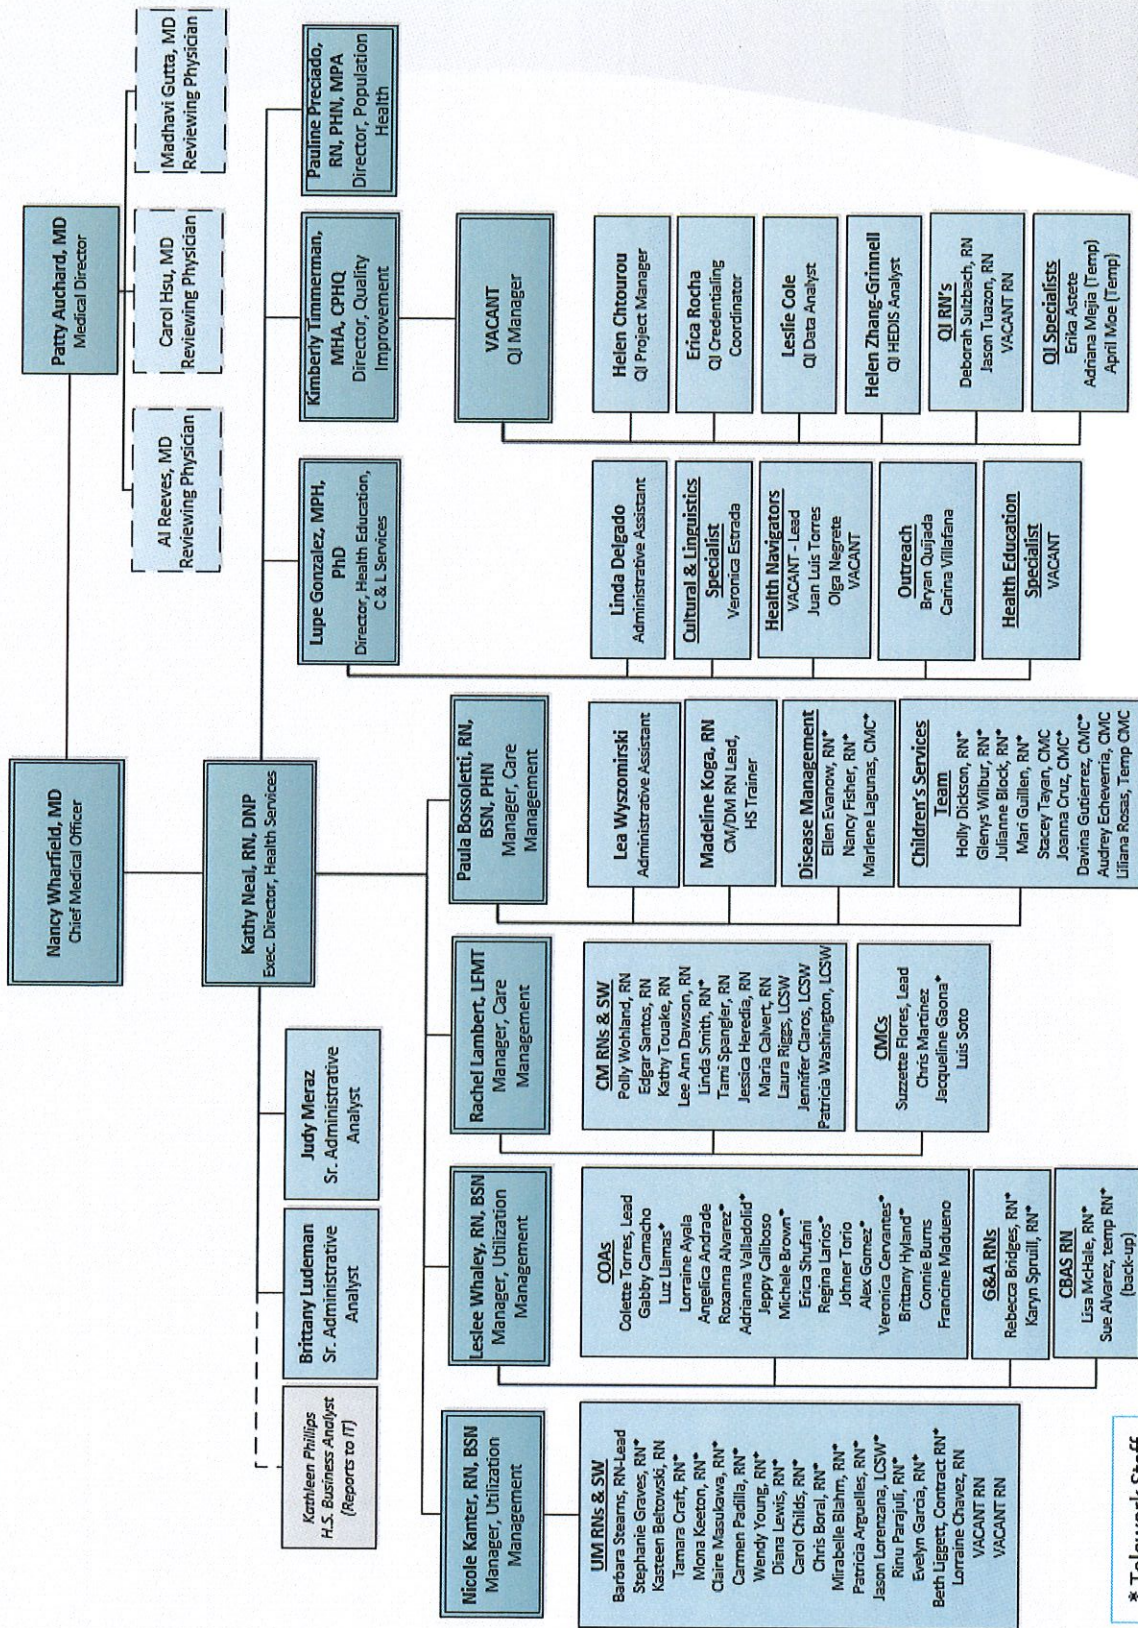 Nancy Wharfield, MD
Chief Medical Officer
Patty Auchard, MD
Medical Director
Al Reeves, MD
Reviewing Physician
Carol Hsu, MD
Reviewing Physician
Madhavi Gutta, MD
Reviewing Physician
Kathy Neal, RN, DNP
Exec. Director, Health Services
Kathleen Phillips
H.S. Business Analyst
(Reports to IT)
Brittany Ludeman
Sr. Administrative
Analyst
Judy Meraz
Sr. Administrative
Analyst
Lupe Gonzalez, MPH,
PhD
Director, Health Education,
C & L Services
Kimberly Timmerman,
MHA, CPHQ
Director, Quality
Improvement
Pauline Preciado,
RN, PHN, MPA
Director, Population
Health
Nicole Kanter, RN, BSN
Manager, Utilization
Management
Leslee Whaley, RN, BSN
Manager, Utilization
Management
Rachel Lambert, LFMT
Manager, Care
Management
Paula Bossoletti, RN,
BSN, PHN
Manager, Care
Management
VACANT
QI Manager
UM RNs & SW
Barbara Stearns, RN-Lead
Stephanie Graves, RN*
Kasteen Beltowski, RN
Tamara Craft, RN*
Mona Keeton, RN*
Claire Masukawa, RN*
Carmen Padilla, RN*
Wendy Young, RN*
Diana Lewis, RN*
Carol Childs, RN*
Chris Boral, RN*
Mirabelle Blahm, RN*
Patricia Arguelles, RN*
Jason Lorenzana, LCSW*
Rinu Parajuli, RN*
Evelyn Garcia, RN*
Beth Liggett, Contract RN*
Lorraine Chavez, RN
VACANT RN
VACANT RN
COAs
Colette Torres, Lead
Gabby Camacho
Luz Llamas*
Lorraine Ayala
Angelica Andrade
Roxanna Alvarez*
Adrianna Valladolid*
Jeppy Caliboso
Michele Brown*
Erica Shufani
Regina Larios*
Johner Torio
Alex Gomez*
Veronica Cervantes*
Brittany Hyland*
Connie Burns
Francine Madueno
G&A RNs
Rebecca Bridges, RN*
Karyn Spruill, RN*
CBAS RN
Lisa McHale, RN*
Sue Alvarez, temp RN*
(back-up)
CM RNs & SW
Polly Wohland, RN
Edgar Santos, RN
Kathy Touake, RN
Lee Ann Dawson, RN
Linda Smith, RN*
Tami Spangler, RN
Jessica Heredia, RN
Maria Calvert, RN
Laura Riggs, LCSW
Jennifer Claros, LCSW
Patricia Washington, LCSW
CMCs
Suzzette Flores, Lead
Chris Martinez
Jacqueline Gaona*
Luis Soto
Lea Wyszomirski
Administrative Assistant
Madeline Koga, RN
CM/DM RN Lead,
HS Trainer
Disease Management
Ellen Evanow, RN*
Nancy Fisher, RN*
Marlene Lagunas, CMC*
Children's Services
Team
Holly Dickson, RN*
Glenys Wilbur, RN*
Julianne Block, RN*
Mari Guillen, RN*
Stacey Tayan, CMC
Joanna Cruz, CMC*
Davina Gutierrez, CMC*
Audrey Echeverria, CMC
Liliana Rosas, Temp CMC
Linda Delgado
Administrative Assistant
Cultural & Linguistics
Specialist
Veronica Estrada
Health Navigators
VACANT - Lead
Juan Luis Torres
Olga Negrete
VACANT
Outreach
Bryan Quijada
Carina Villafana
Health Education
Specialist
VACANT
Helen Chtourou
QI Project Manager
Erica Rocha
QI Credentialing
Coordinator
Leslie Cole
QI Data Analyst
Helen Zhang-Grinnell
QI HEDIS Analyst
QI RN's
Deborah Sulzbach, RN
Jason Tuazon, RN
VACANT RN
QI Specialists
Erika Astete
Adriana Mejia (Temp)
April Moe (Temp)
* Telework Staff